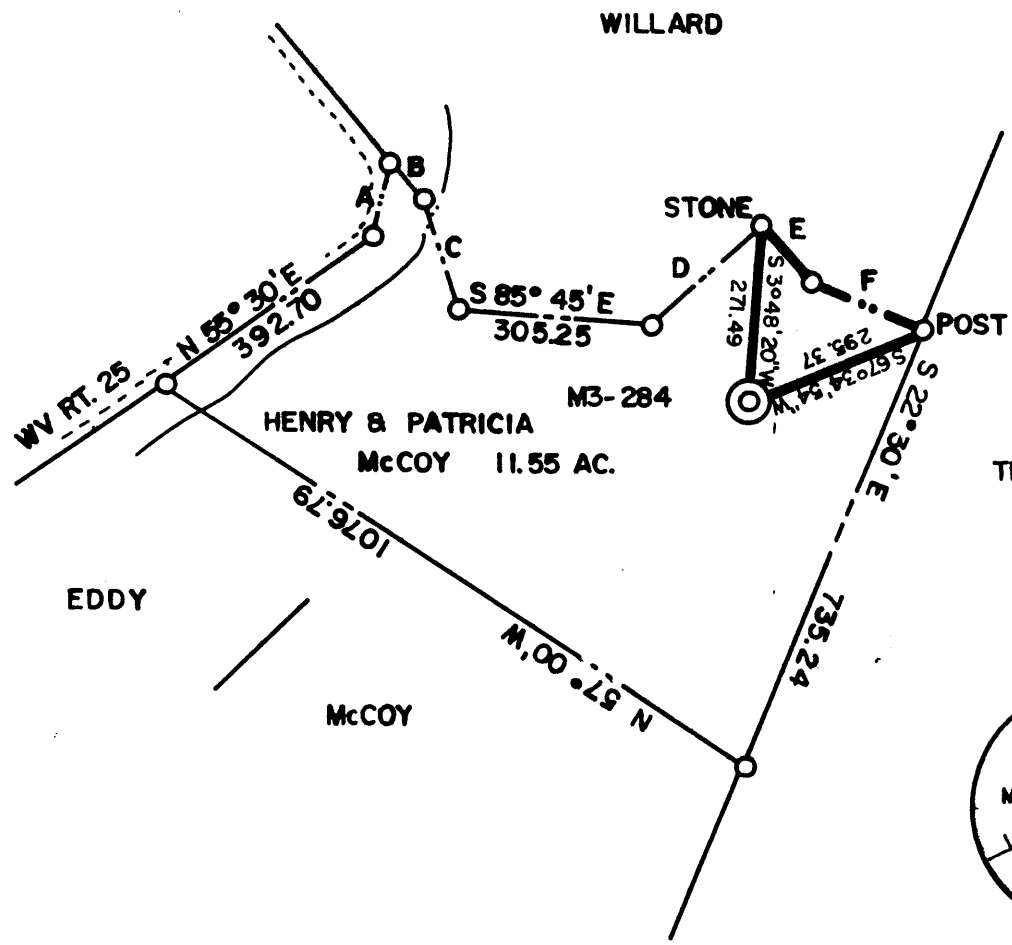 WILLARD
B
A
STONE
E
C
D
F
S 85° 45' E
305.25
N 55° 30' E
392.70
S 3° 48' 20" W
271.49
POST
295.37
S 67° 34' 54" W
WV RT. 25
M3-284
S 22° 30' E
735.24
HENRY & PATRICIA
McCOY 11.55 AC.
1076.79
N 57° 00' W
EDDY
McCOY